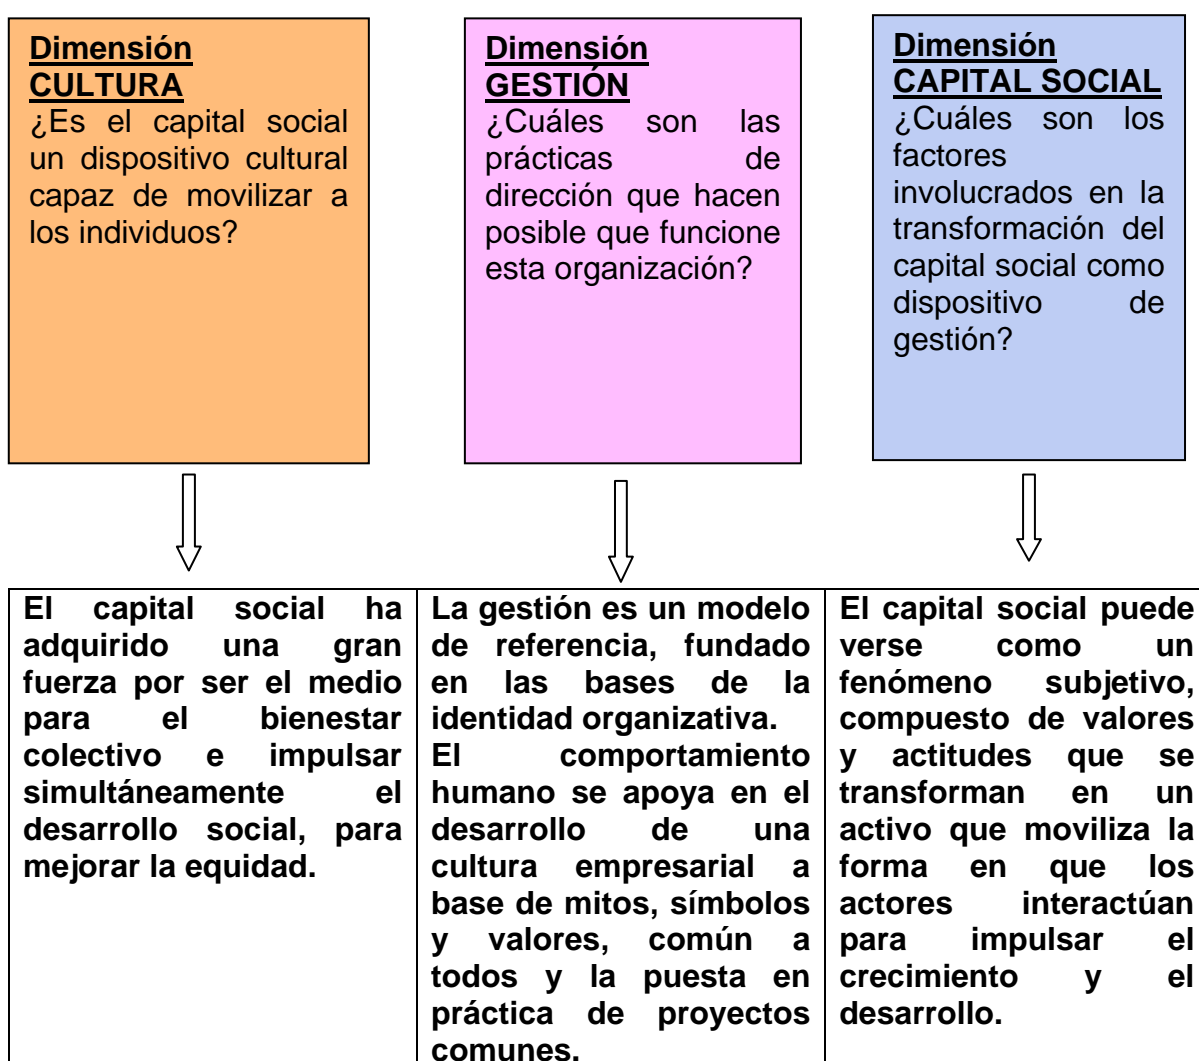 Dimensión
CULTURA
¿Es el capital social
un dispositivo cultural
capaz de movilizar a
los individuos?
Dimensión
GESTIÓN
¿Cuáles son las
prácticas de
dirección que hacen
posible que funcione
esta organización?
Dimensión
CAPITAL SOCIAL
¿Cuáles son los
factores
involucrados en la
transformación del
capital social como
dispositivo de
gestión?
El capital social ha
adquirido una gran
fuerza por ser el medio
para el bienestar
colectivo e impulsar
simultáneamente el
desarrollo social, para
mejorar la equidad.
La gestión es un modelo
de referencia, fundado
en las bases de la
identidad organizativa.
El comportamiento
humano se apoya en el
desarrollo de una
cultura empresarial a
base de mitos, símbolos
y valores, común a
todos y la puesta en
práctica de proyectos
comunes.
El capital social puede
verse como un
fenómeno subjetivo,
compuesto de valores
y actitudes que se
transforman en un
activo que moviliza la
forma en que los
actores interactúan
para impulsar el
crecimiento y el
desarrollo.